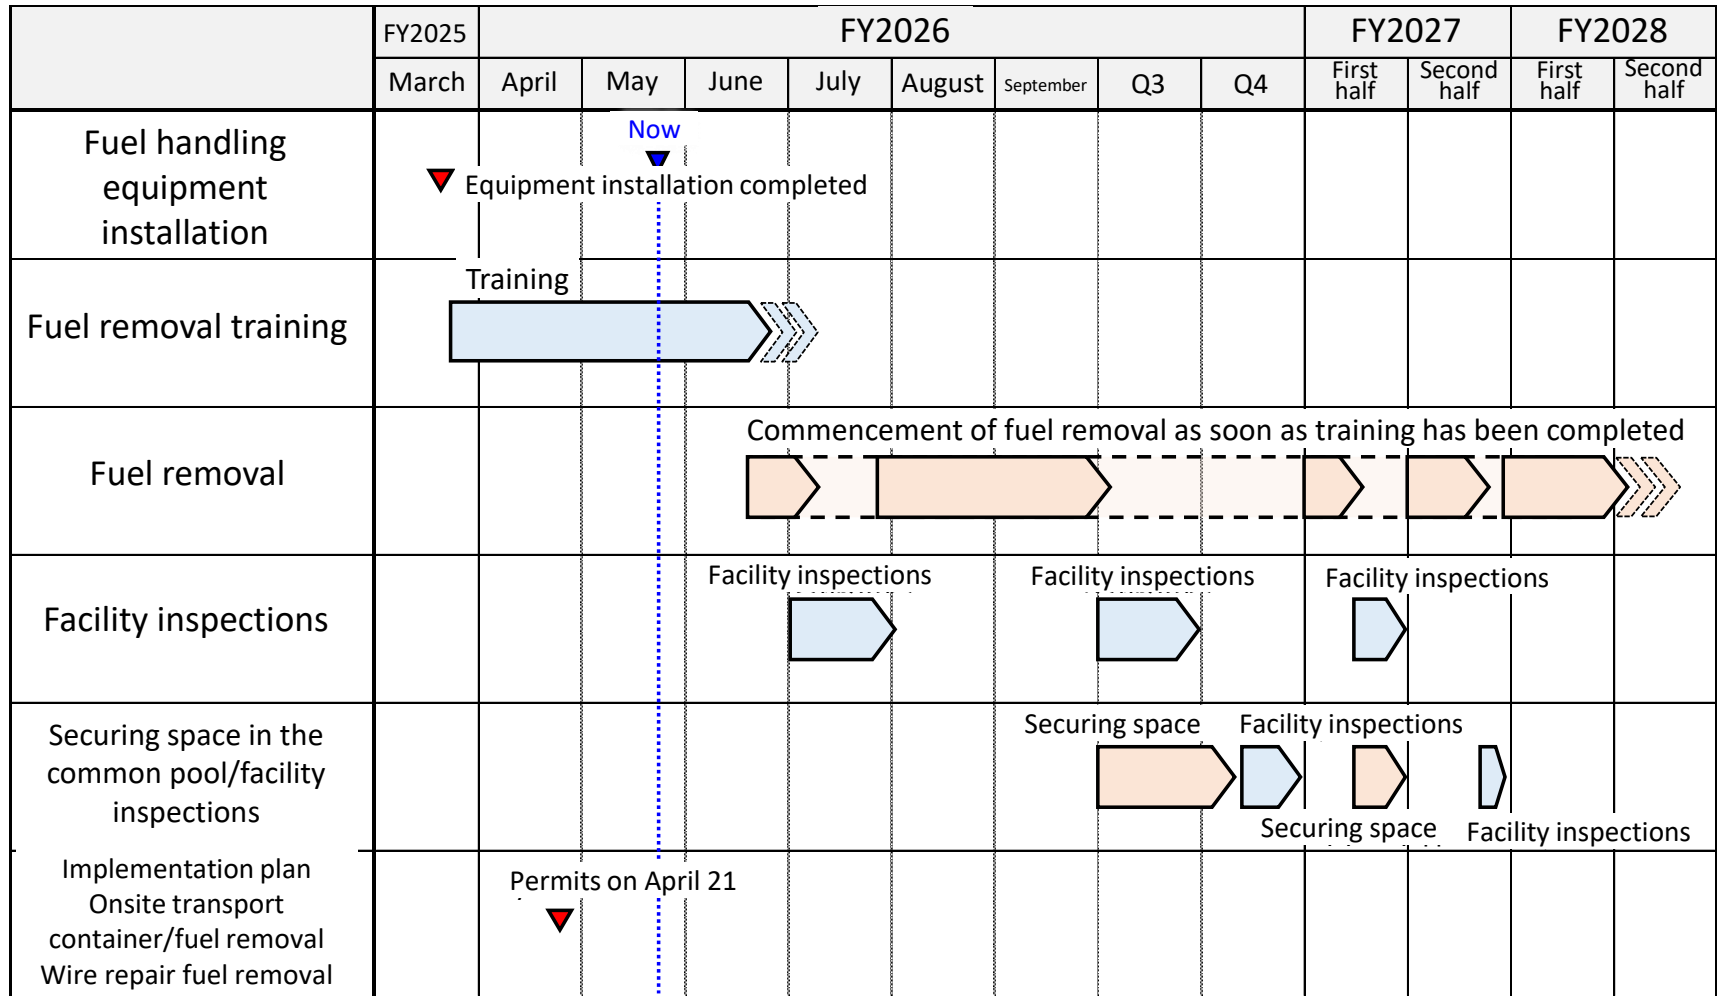 FY2025
FY2026
FY2027
FY2028
March
April
May
June
July
August
September
Q3
Q4
First
half
Second
half
First
half
Second
half
Fuel handling
equipment
installation
Now
Equipment installation completed
Fuel removal training
Training
Fuel removal
Commencement of fuel removal as soon as training has been completed
Facility inspections
Facility inspections
Facility inspections
Facility inspections
Securing space in the
common pool/facility
inspections
Securing space
Facility inspections
Securing space
Facility inspections
Implementation plan
Onsite transport
container/fuel removal
Wire repair fuel removal
Permits on April 21